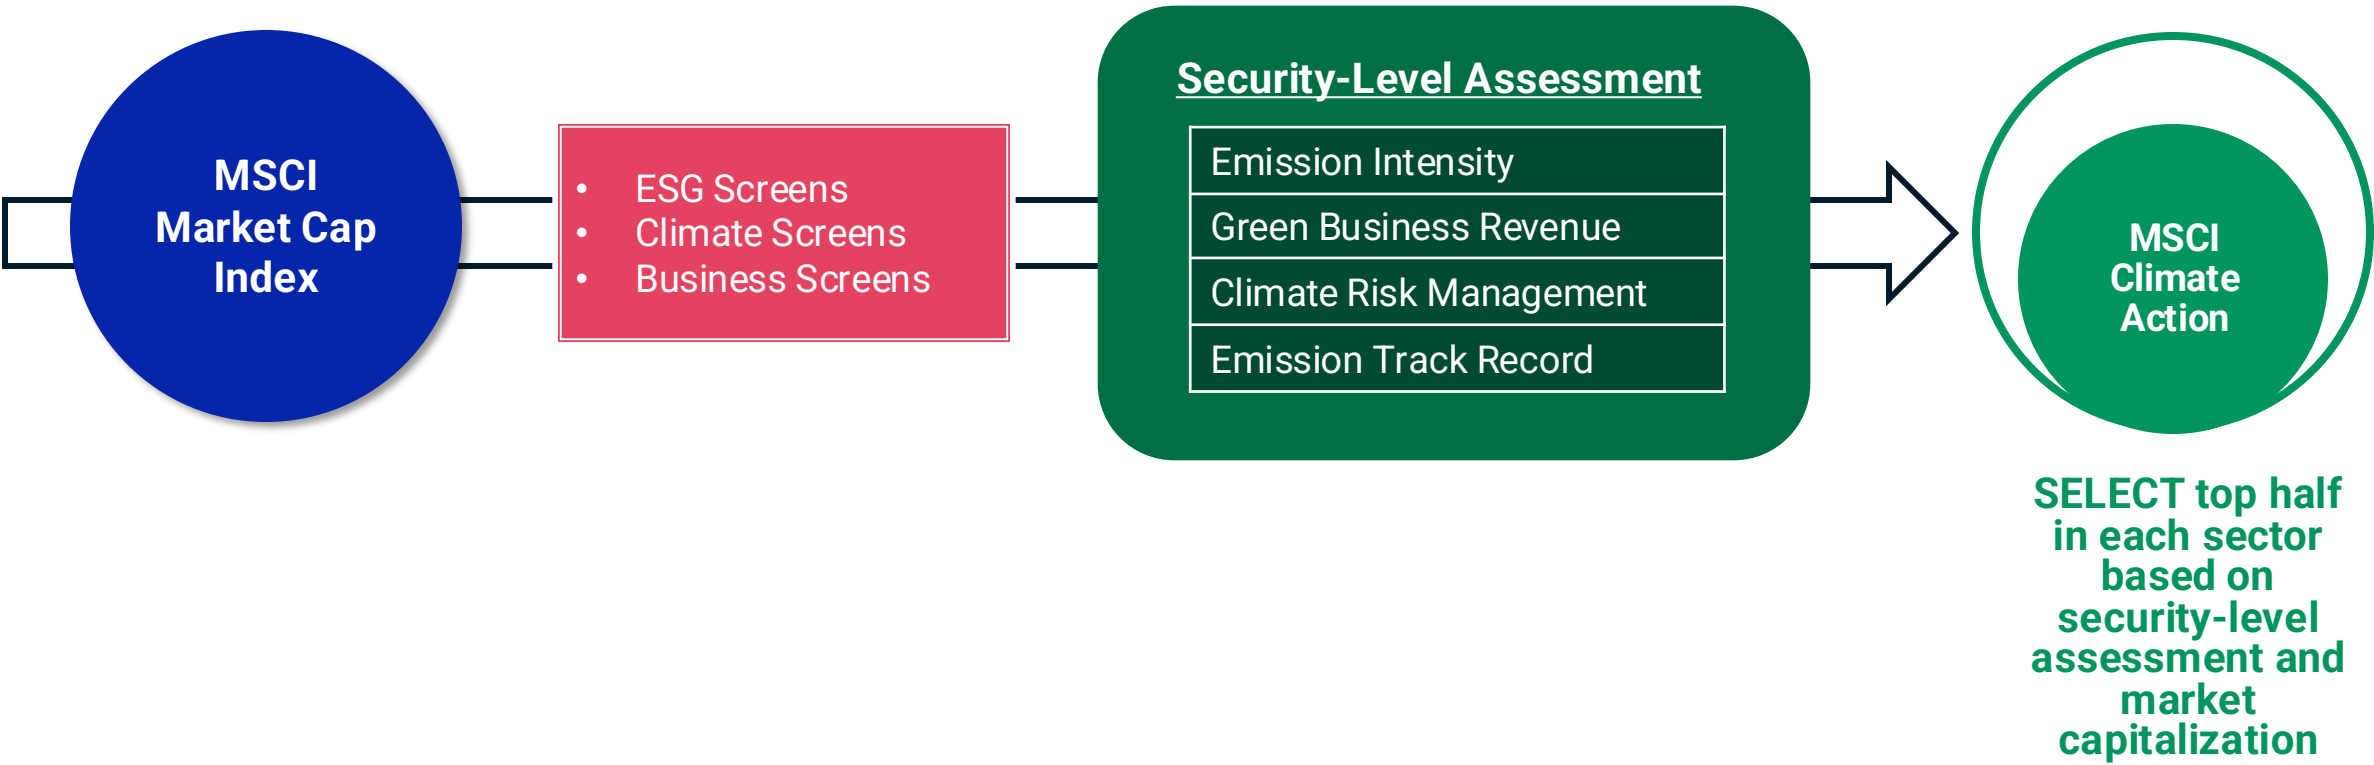 MSCI
Market Cap
Index
• ESG Screens
• Climate Screens
• Business Screens
Security-Level Assessment
Emission Intensity
Green Business Revenue
Climate Risk Management
Emission Track Record
MSCI
Climate
Action
SELECT top half
in each sector
based on
security-level
assessment and
market
capitalization